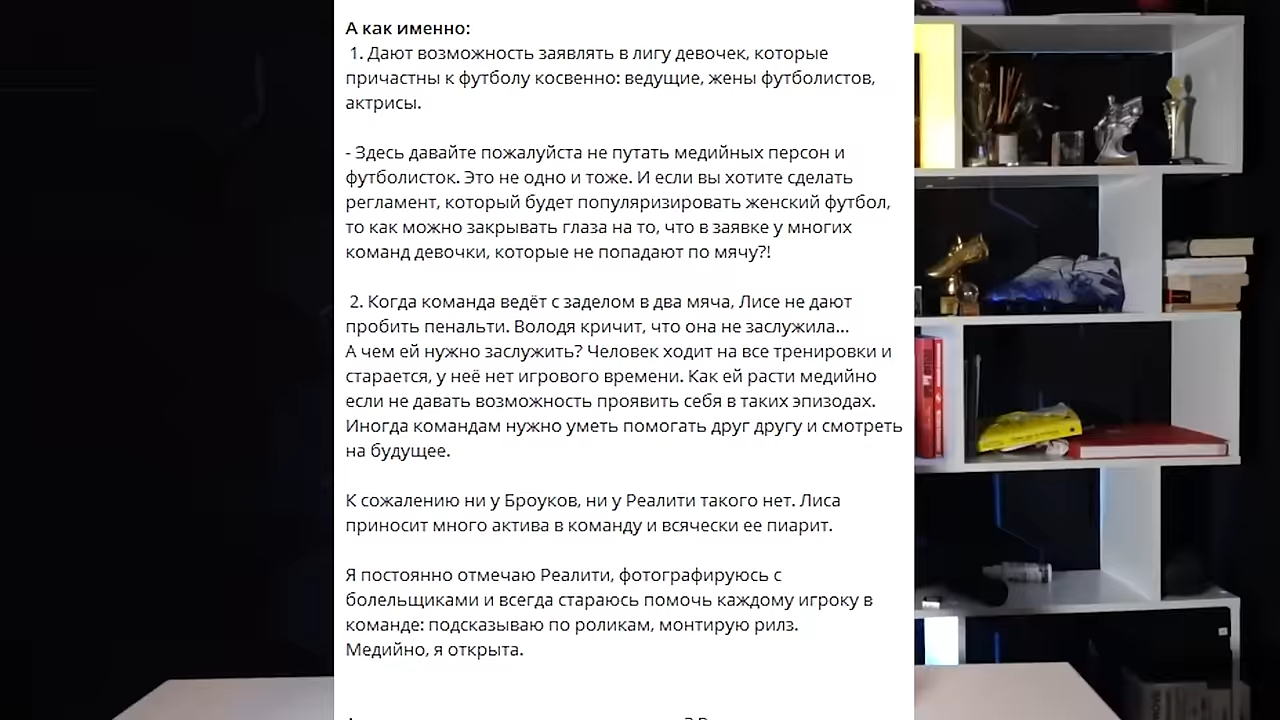 А как именно:
1. Дают возможность заявлять в лигу девочек, которые
причастны к футболу косвенно: ведущие, жены футболистов,
актрисы.
- Здесь давайте пожалуйста не путать медийных персон и
футболисток. Это не одно и тоже. И если вы хотите сделать
регламент, который будет популяризировать женский футбол,
то как можно закрывать глаза на то, что в заявке у многих
команд девочки, которые не попадают по мячу?!
2. Когда команда ведёт с заделом в два мяча, Лисе не дают
пробить пенальти. Володя кричит, что она не заслужила...
А чем ей нужно заслужить? Человек ходит на все тренировки и
старается, у неё нет игрового времени. Как ей расти медийно
если не давать возможность проявить себя в таких эпизодах.
Иногда командам нужно уметь помогать друг другу и смотреть
на будущее.
К сожалению ни у Броуков, ни у Реалити такого нет. Лиса
приносит много актива в команду и всячески ее пиарит.
Я постоянно отмечаю Реалити, фотографируюсь с
болельщиками и всегда стараюсь помочь каждому игроку в
команде: подсказываю по роликам, монтирую рилз.
Медийно, я открыта.